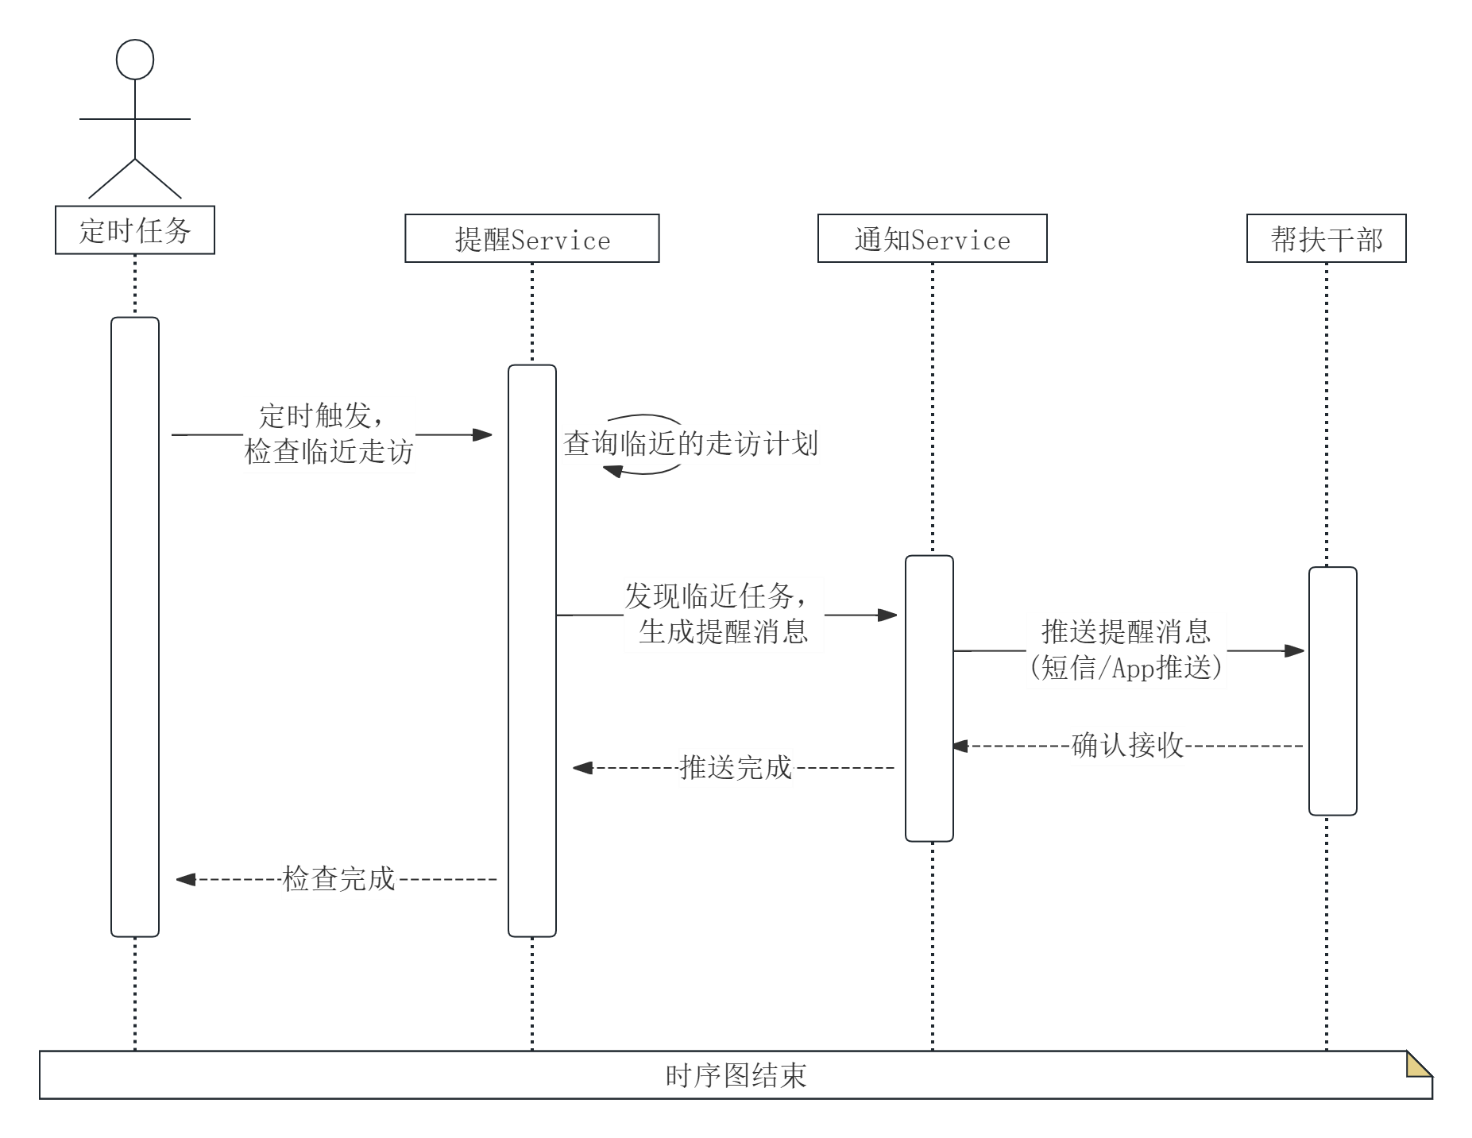 定时任务
提醒Service
通知Service
帮扶干部
定时触发，
检查临近走访
查询临近的走访计划
发现临近任务，
生成提醒消息
推送提醒消息
(短信/App推送)
确认接收
推送完成
检查完成
时序图结束